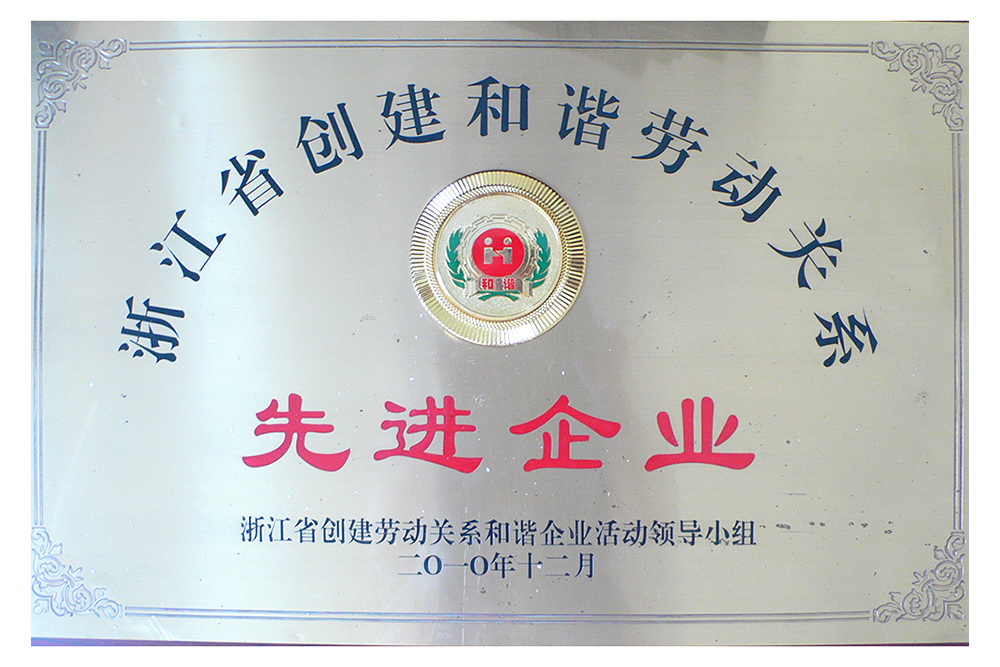 浙江省创建和谐劳动关系
和谐
先进企业
浙江省创建劳动关系和谐企业活动领导小组
二〇一〇年十二月